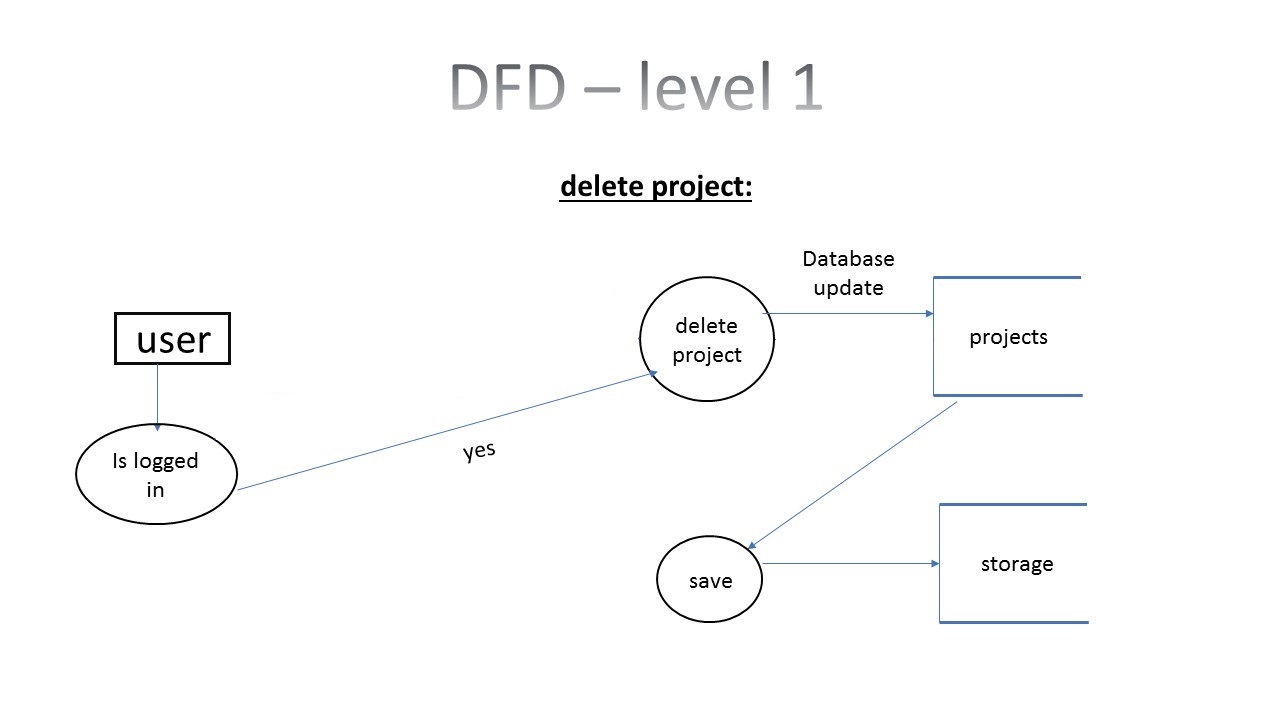 DFD – level 1
delete project:
Database
update
user
delete
project
projects
yes
Is logged
in
save
storage